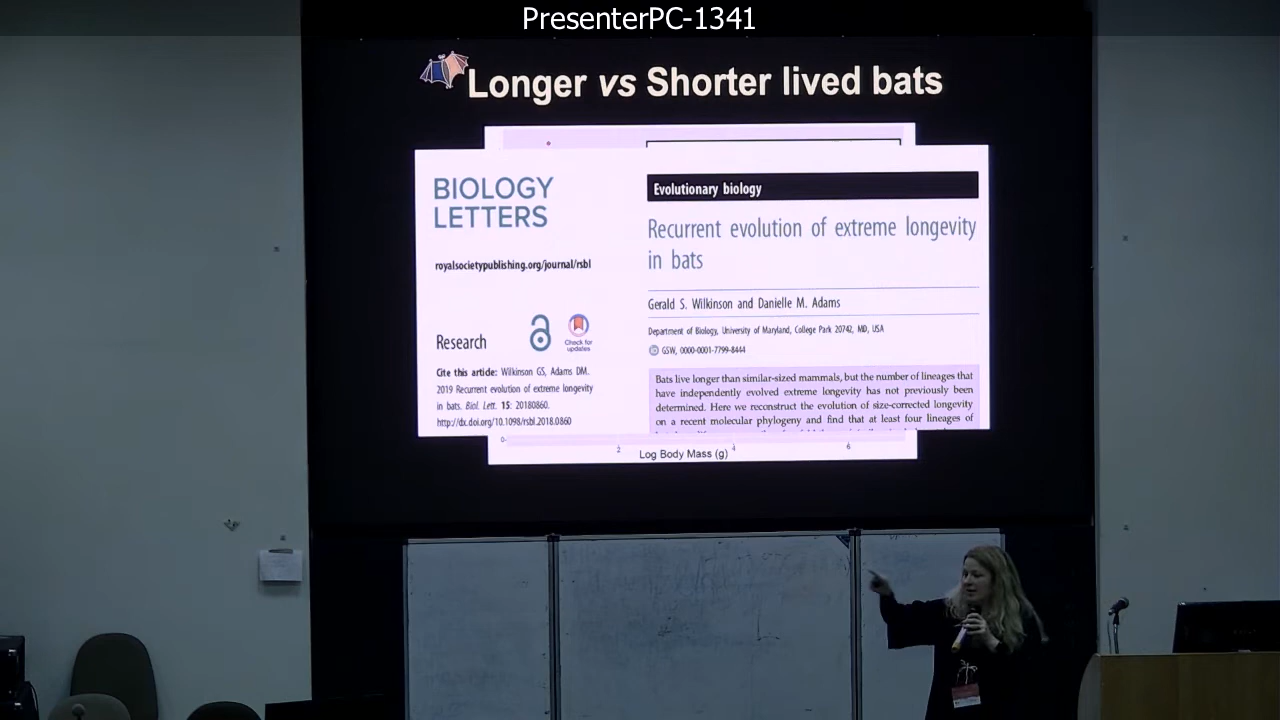 PresenterPC-1341
Longer vs Shorter lived bats
BIOLOGY
LETTERS
royalsocietypublishing.org/journal/rsbl
Research
Check for
updates
Cite this article: Wilkinson GS, Adams DM.
2019 Recurrent evolution of extreme longevity
in bats. Biol. Lett. 15: 20180860.
http://dx.doi.org/10.1098/rsbl.2018.0860
Evolutionary biology
Recurrent evolution of extreme longevity
in bats
Gerald S. Wilkinson and Danielle M. Adams
Department of Biology, University of Maryland, College Park 20742, MD, USA
GSW, 0000-0001-7799-8444
Bats live longer than similar-sized mammals, but the number of lineages that
have independently evolved extreme longevity has not previously been
determined. Here we reconstruct the evolution of size-corrected longevity
on a recent molecular phylogeny and find that at least four lineages of
0 2 4 6
Log Body Mass (g)